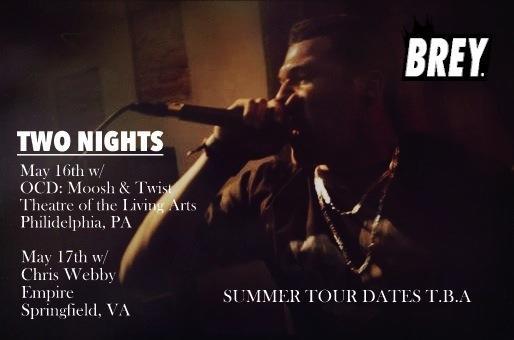 BREY.
TWO NIGHTS
May 16th w/
OCD: Moosh & Twist
Theatre of the Living Arts
Philidelphia, PA
May 17th w/
Chris Webby
Empire
Springfield, VA
SUMMER TOUR DATES T.B.A